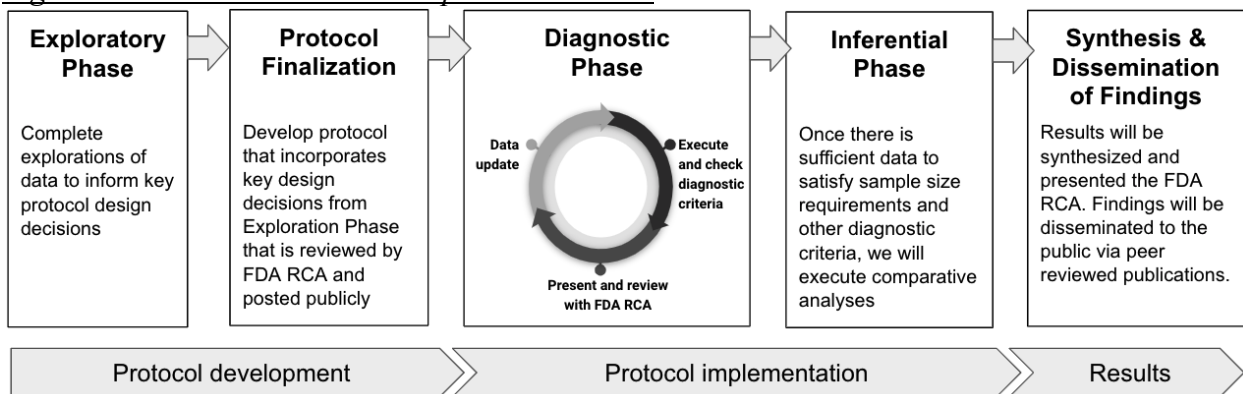 Exploratory
Phase
Complete
explorations of
data to inform key
protocol design
decisions
Protocol
Finalization
Develop protocol
that incorporates
key design
decisions from
Exploration Phase
that is reviewed by
FDA RCA and
posted publicly
Diagnostic
Phase
Data
update
Execute
and check
diagnostic
criteria
Present and review
with FDA RCA
Inferential
Phase
Once there is
sufficient data to
satisfy sample size
requirements and
other diagnostic
criteria, we will
execute comparative
analyses
Synthesis &
Dissemination
of Findings
Results will be
synthesized and
presented the FDA
RCA. Findings will be
disseminated to the
public via peer
reviewed publications.
Protocol development
Protocol implementation
Results